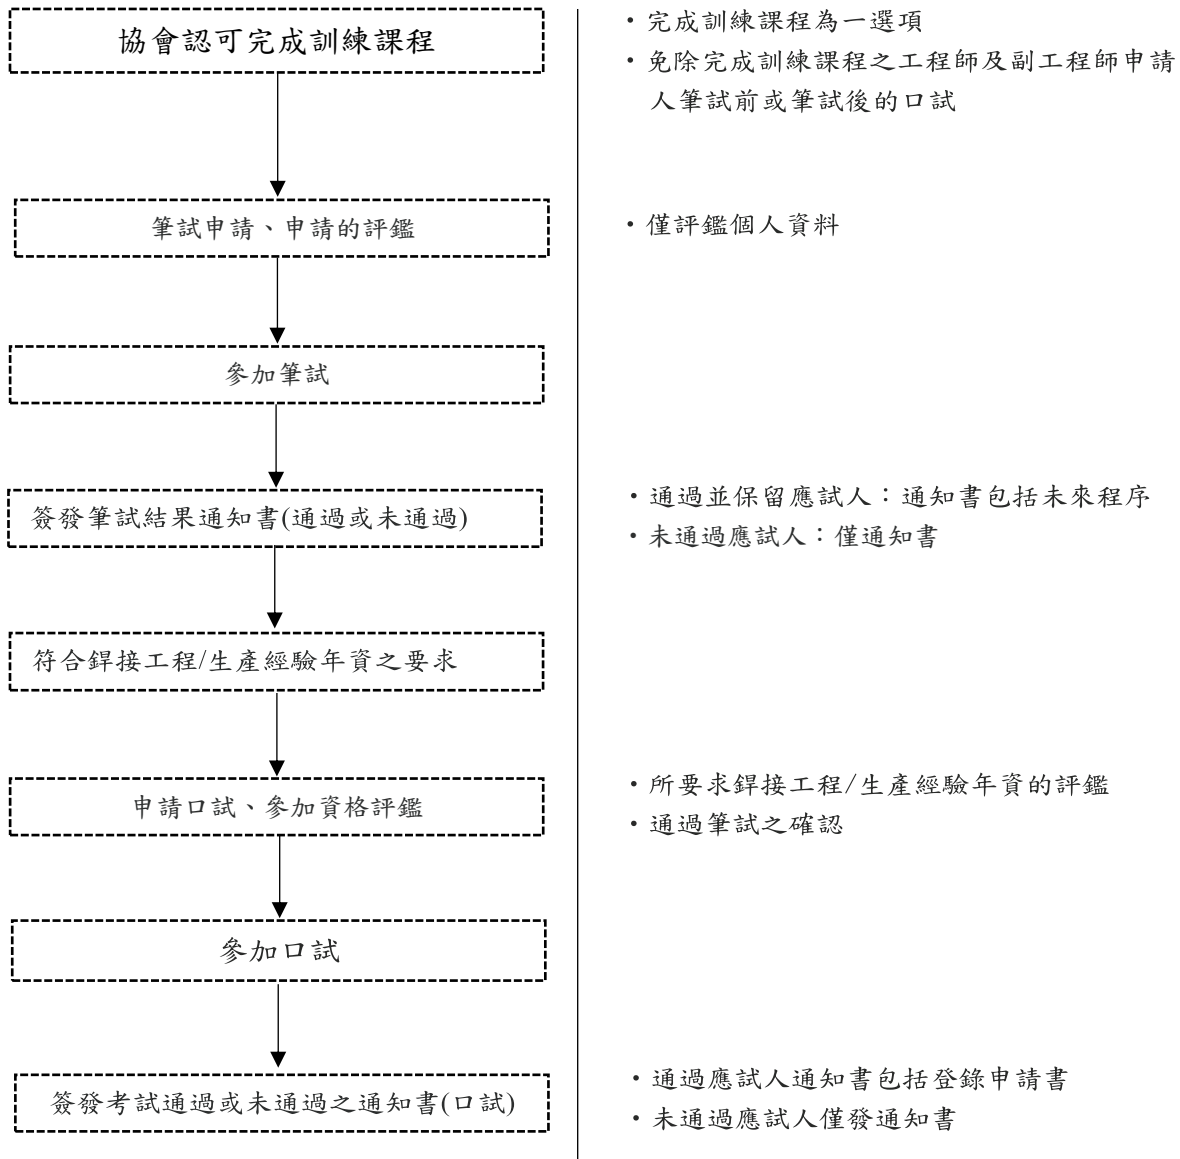 協會認可完成訓練課程
・完成訓練課程為一選項
・免除完成訓練課程之工程師及副工程師申請
人筆試前或筆試後的口試
筆試申請、申請的評鑑
・僅評鑑個人資料
參加筆試
簽發筆試結果通知書(通過或未通過)
・通過並保留應試人：通知書包括未來程序
・未通過應試人：僅通知書
符合銲接工程/生產經驗年資之要求
申請口試、參加資格評鑑
・所要求銲接工程/生產經驗年資的評鑑
・通過筆試之確認
參加口試
簽發考試通過或未通過之通知書(口試)
・通過應試人通知書包括登錄申請書
・未通過應試人僅發通知書